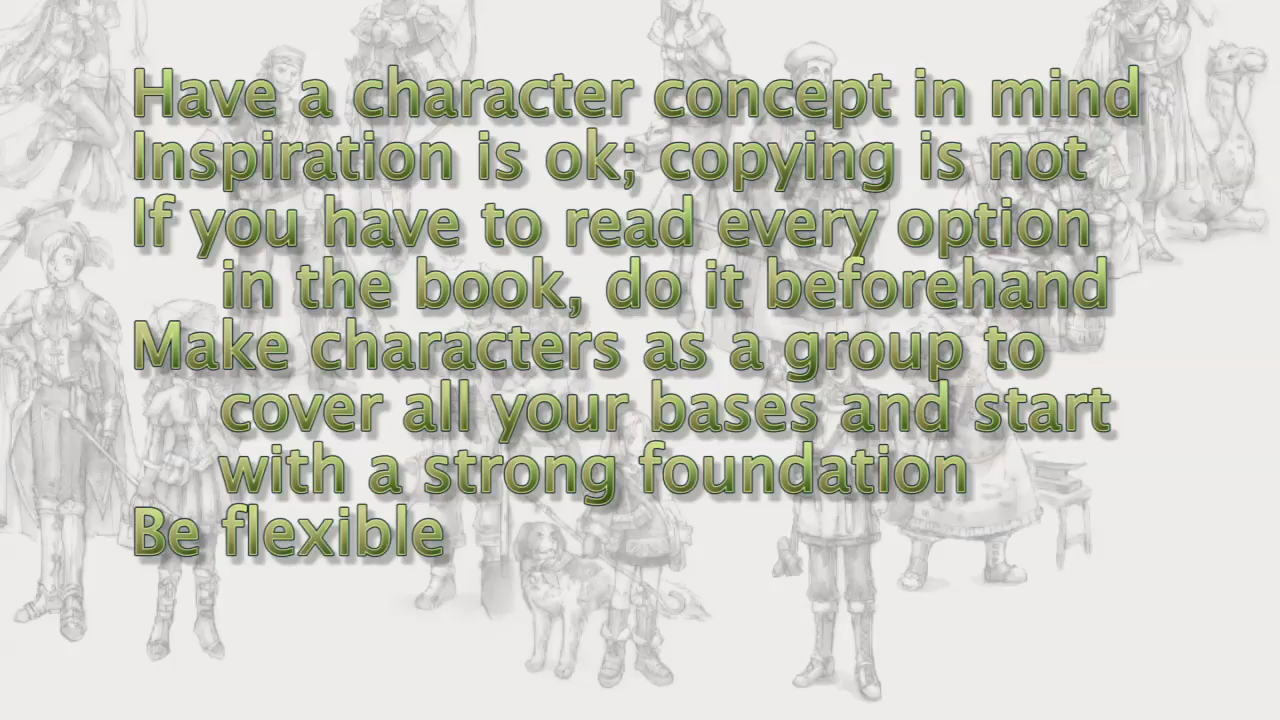 Have a character concept in mind
Inspiration is ok; copying is not
If you have to read every option
in the book, do it beforehand
Make characters as a group to
cover all your bases and start
with a strong foundation
Be flexible